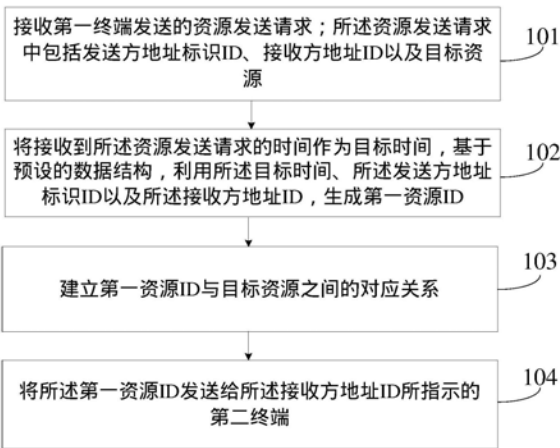 接收第一终端发送的资源发送请求；所述资源发送请求
中包括发送方地址标识ID、接收方地址ID以及目标资
源
101
将接收到所述资源发送请求的时间作为目标时间，基于
预设的数据结构，利用所述目标时间、所述发送方地址
标识ID以及所述接收方地址ID，生成第一资源ID
102
建立第一资源ID与目标资源之间的对应关系
103
将所述第一资源ID发送给所述接收方地址ID所指示的
第二终端
104